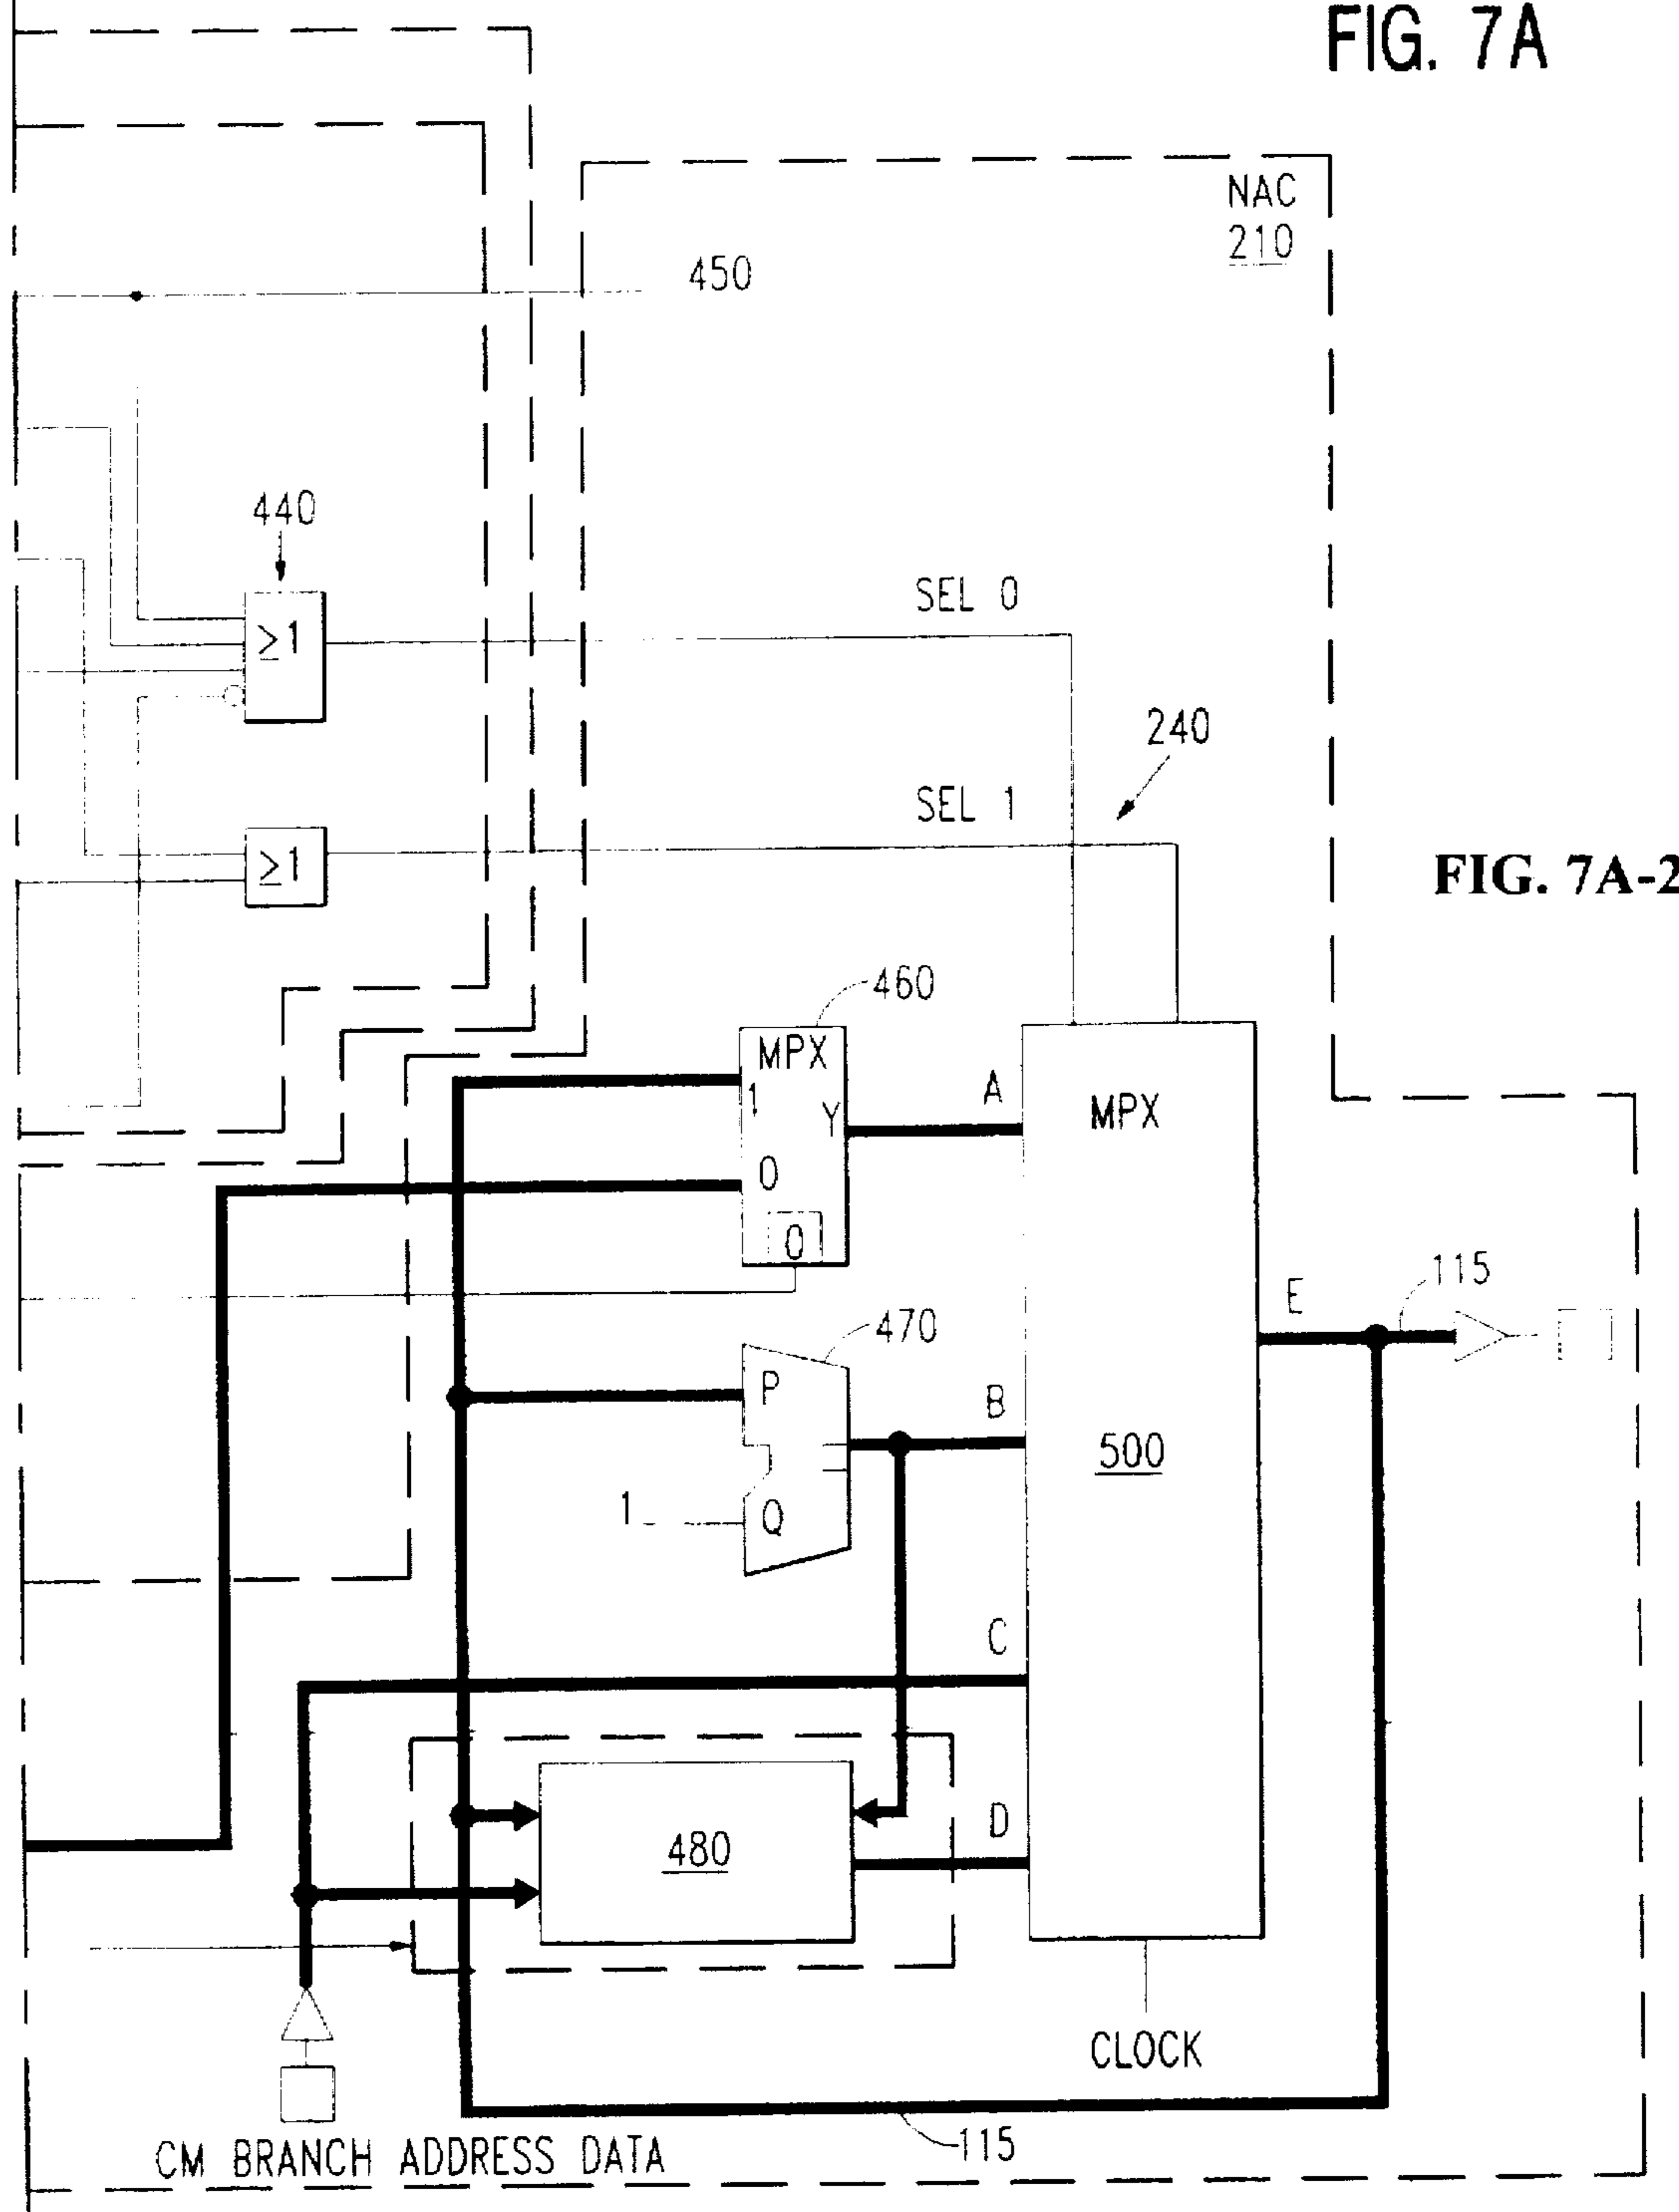 FIG. 7A
NAC
210
450
440
≥1
SEL 0
240
≥1
SEL 1
FIG. 7A-2
460
MPX
1
Y
0
0
A
MPX
115
E
470
P
B
500
1
Q
C
480
D
CLOCK
CM BRANCH ADDRESS DATA
115